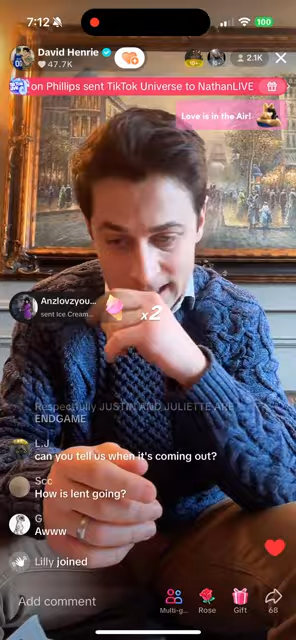 7:12
100
David Henrie
47.7K
2.1K
on Phillips sent TikTok Universe to NathanLIVE
Love is in the Air!
Anzlovzyou...
sent Ice Cream...
x2
Respectfully JUSTIN AND JULIETTE ARE
ENDGAME
L.J
can you tell us when it's coming out?
Scc
How is lent going?
G
Awww
Lilly joined
Add comment
Multi-g...
Rose
Gift
68